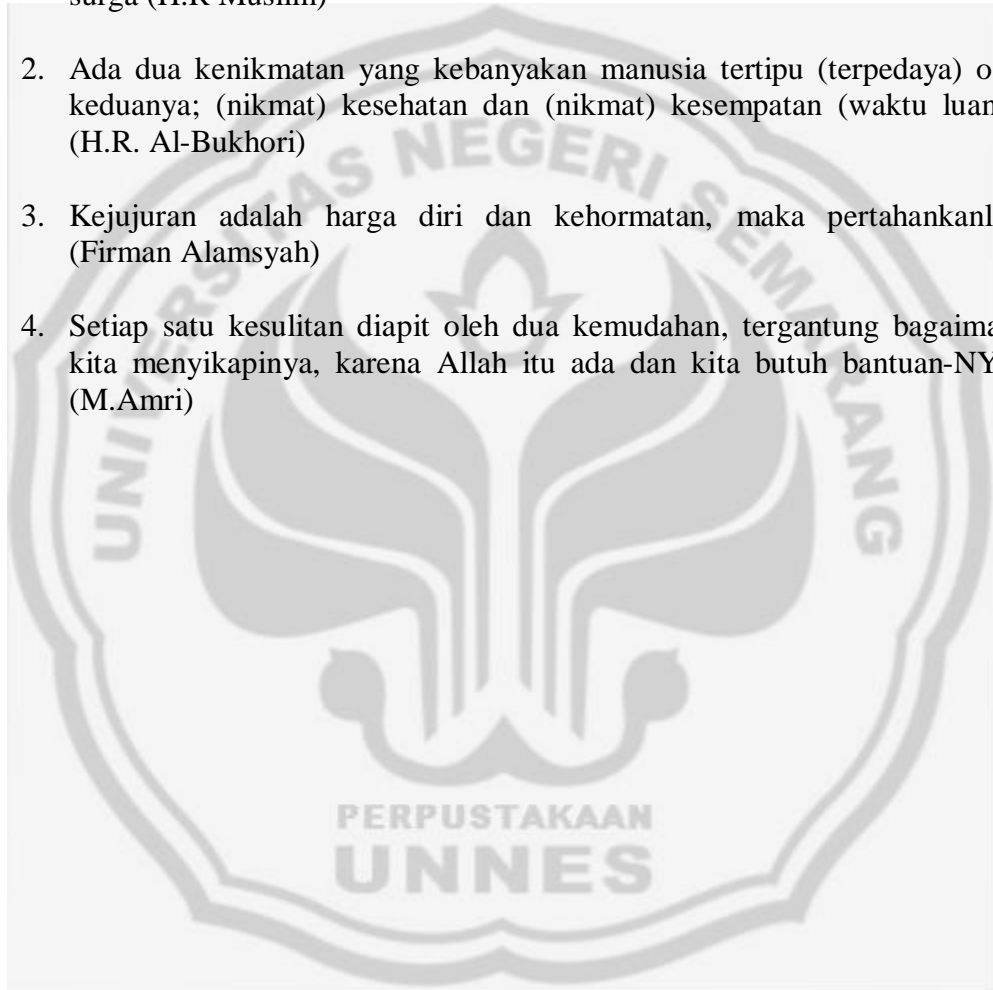 surga (H.R Muslim)
2. Ada dua kenikmatan yang kebanyakan manusia tertipu (terpedaya) o
keduanya; (nikmat) kesehatan dan (nikmat) kesempatan (waktu luan
(H.R. Al-Bukhori)
3. Kejujuran adalah harga diri dan kehormatan, maka pertahankanl
(Firman Alamsyah)
4. Setiap satu kesulitan diapit oleh dua kemudahan, tergantung bagaima
kita menyikapinya, karena Allah itu ada dan kita butuh bantuan-NY
(M.Amri)
UNIVERSITAS NEGERI SEMARANG
PERPUSTAKAAN
UNNES